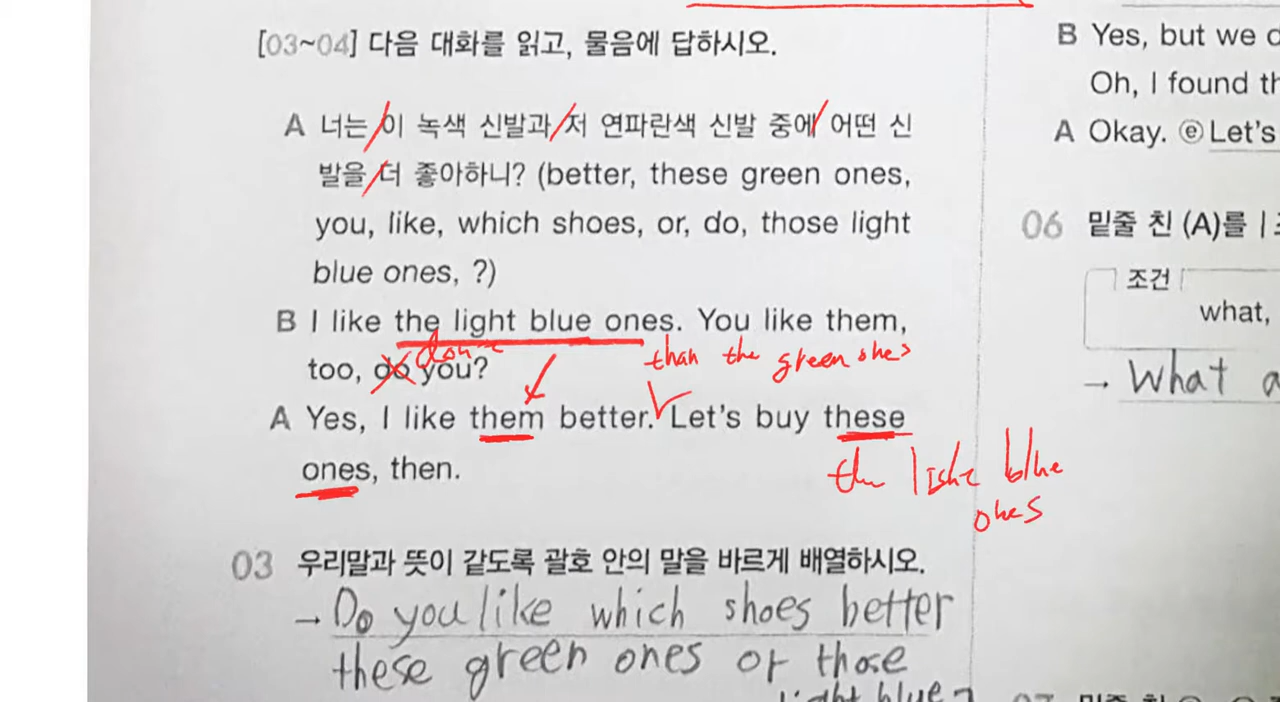 [03~04] 다음 대화를 읽고, 물음에 답하시오.
A 너는 이 녹색 신발과 저 연파란색 신발 중에 어떤 신
발을 더 좋아하니? (better, these green ones,
you, like, which shoes, or, do, those light
blue ones, ?)
B I like the light blue ones. You like them,
don't
than the green ones
too, do you?
A Yes, I like them better. Let's buy these
ones, then.
the light blue
ones
03 우리말과 뜻이 같도록 괄호 안의 말을 바르게 배열하시오.
→ Do you like which shoes better
these green ones or those
light blue
B Yes, but we
Oh, I found
A Okay. ⓔ Let's
06 밑줄 친 (A)를
조건
what,
→ What